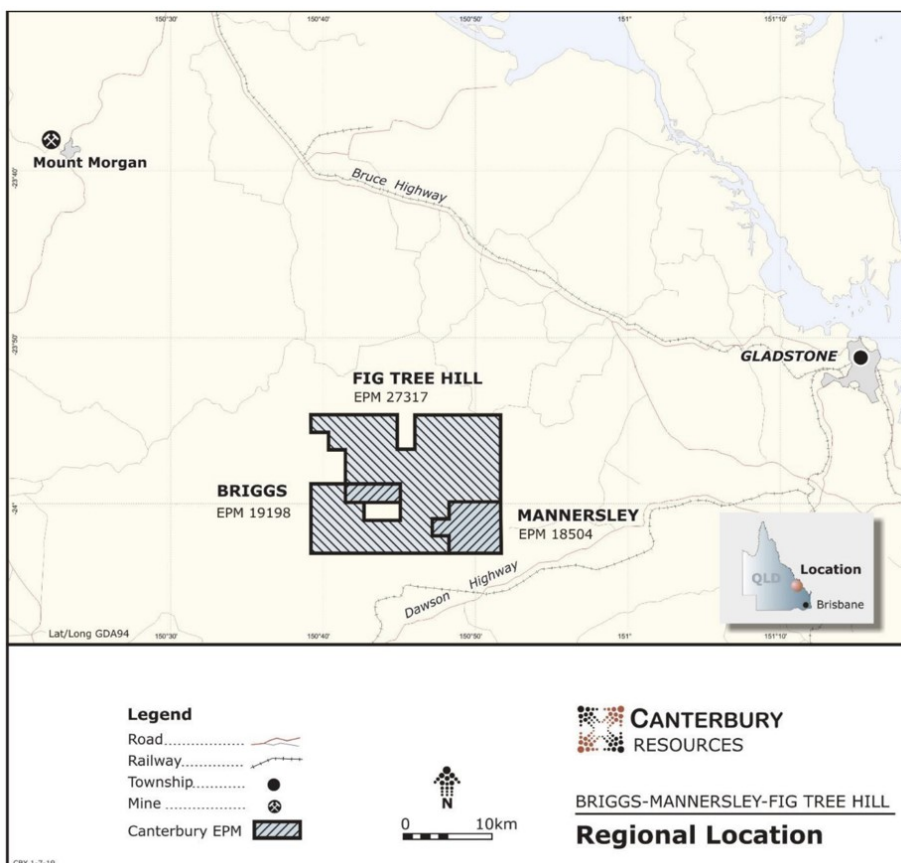 150°30'
150°40'
150°50'
151°
151°10'
Mount Morgan
-23°40'
Bruce Highway
-23°50'
GLADSTONE
FIG TREE HILL
EPM 27317
BRIGGS
EPM 19198
-24°
MANNERSLEY
EPM 18504
Dawson Highway
QLD
Location
Brisbane
Lat/Long GDA94
150°30'
150°40'
150°50'
151°
151°10'
Legend
Road
Railway
Township
Mine
Canterbury EPM
N
0 10km
CANTERBURY
RESOURCES
BRIGGS-MANNERSLEY-FIG TREE HILL
Regional Location